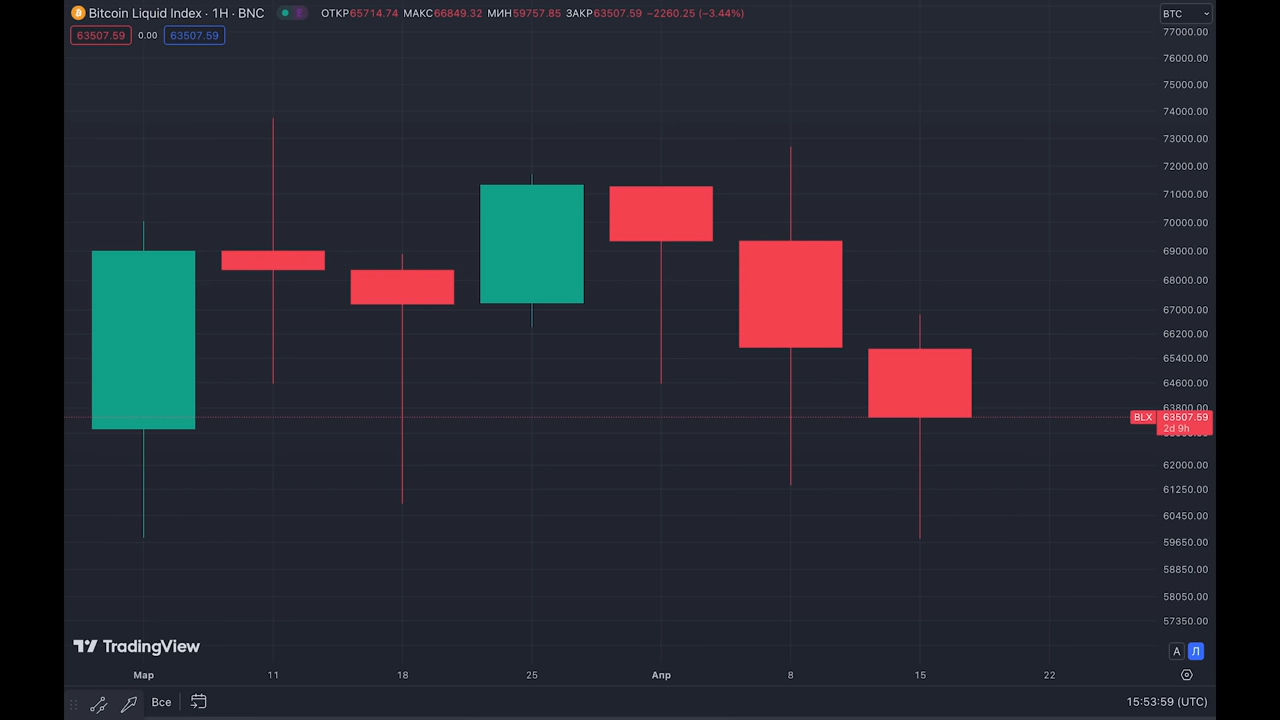 Bitcoin Liquid Index · 1Н · BNC ОТКР65714.74 МАКС66849.32 МИН59757.85 ЗАКР63507.59 −2260.25 (−3.44%)
BTC
63507.59 0.00 63507.59
77000.00
76000.00
75000.00
74000.00
73000.00
72000.00
71000.00
70000.00
69000.00
68000.00
67000.00
66200.00
65400.00
64600.00
63800.00
BLX 63507.59
2d 9h
62000.00
61250.00
60450.00
59650.00
58850.00
58050.00
57350.00
TradingView
А Л
Мар 11 18 25 Апр 8 15 22
Все 15:53:59 (UTC)